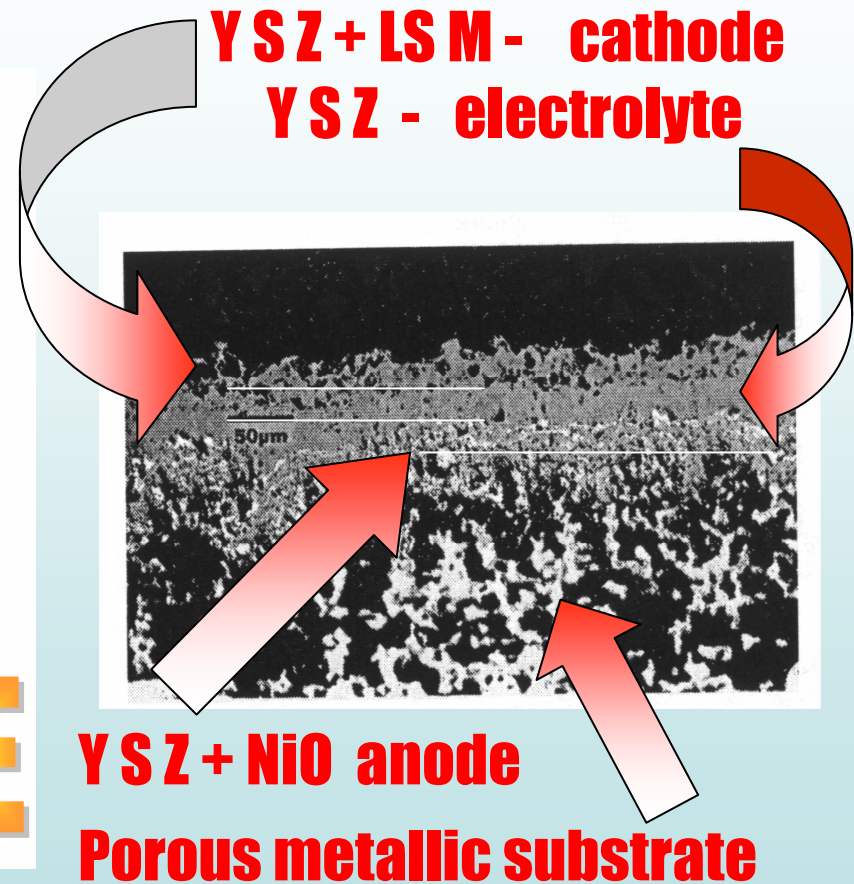 Y S Z + LS M - cathode
Y S Z - electrolyte
50µm
Y S Z + NiO anode
Porous metallic substrate